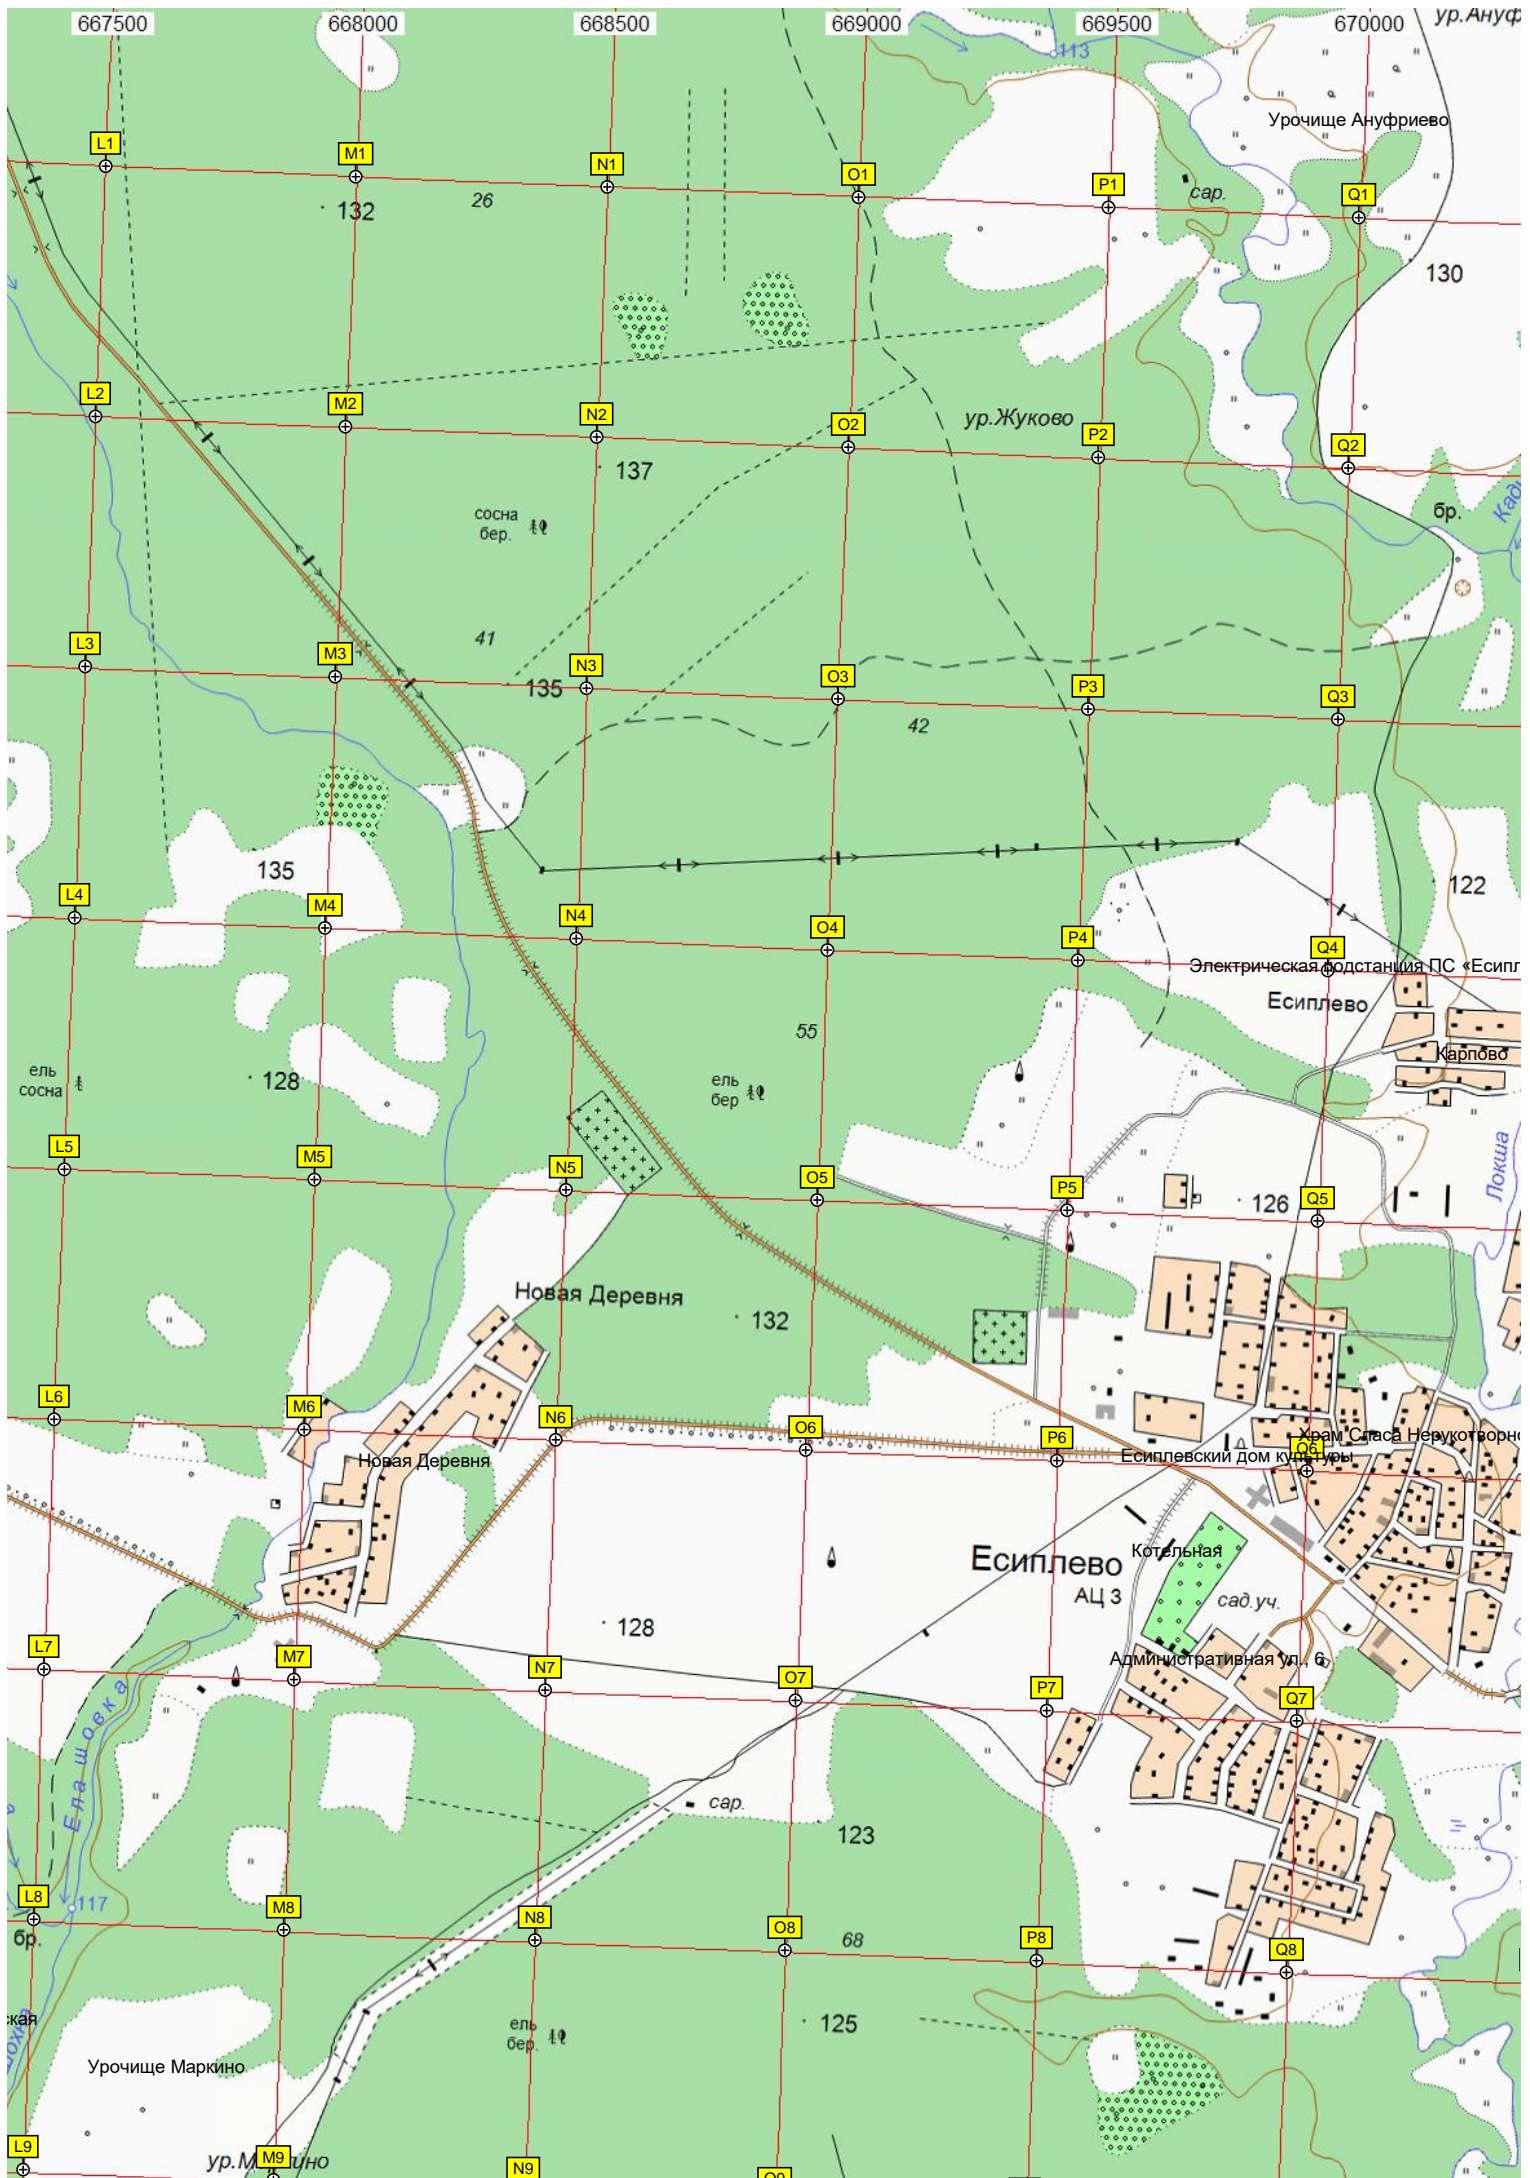 667500 668000 668500 669000 669500 670000
ур.Ануф
113
Урочище Ануфриево
L1 M1 N1 O1 P1 Q1
132
26
сар.
130
L2 M2 N2 O2 P2 Q2
ур.Жуково
137
сосна
бер.
бр.
41
L3 M3 N3 O3 P3 Q3
135
42
135
122
L4 M4 N4 O4 P4 Q4
Электрическая подстанция ПС «Есипл
Есиплево
55
Карпово
ель
сосна
128
ель
бер
Локша
L5 M5 N5 O5 P5 Q5
126
Новая Деревня
132
L6 M6 N6 O6 P6 Q6
Храм Спаса Нерукотворно
Есиплевский дом культуры
Новая Деревня
Есиплево
АЦ 3
Котельная
сад.уч.
128
Административная ул., 6
L7 M7 N7 O7 P7 Q7
Елашовка
сар.
123
117
L8 M8 N8 O8 P8 Q8
бр.
68
ская
ель
бер.
125
Урочище Маркино
L9 M9 N9 O9